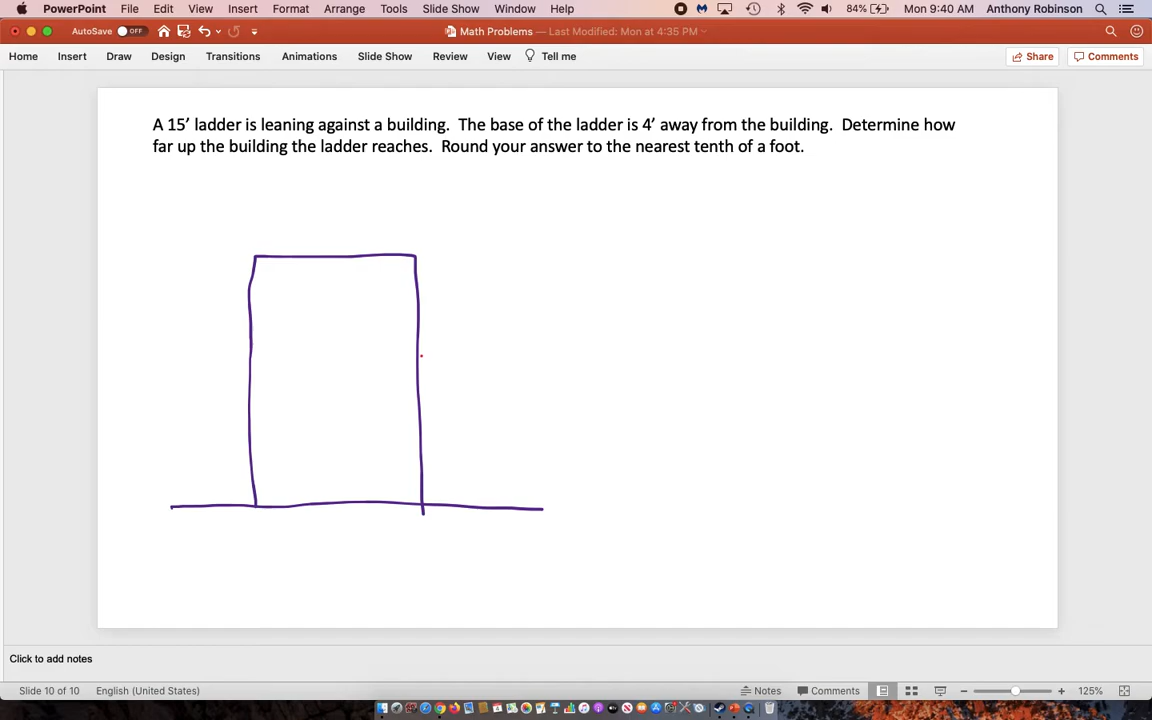 PowerPoint File Edit View Insert Format Arrange Tools Slide Show Window Help 84% Mon 9:40 AM Anthony Robinson
AutoSave OFF Math Problems — Last Modified: Mon at 4:35 PM
Home Insert Draw Design Transitions Animations Slide Show Review View Tell me Share Comments
A 15’ ladder is leaning against a building. The base of the ladder is 4’ away from the building. Determine how
far up the building the ladder reaches. Round your answer to the nearest tenth of a foot.
Click to add notes
Slide 10 of 10 English (United States) Notes Comments 125%